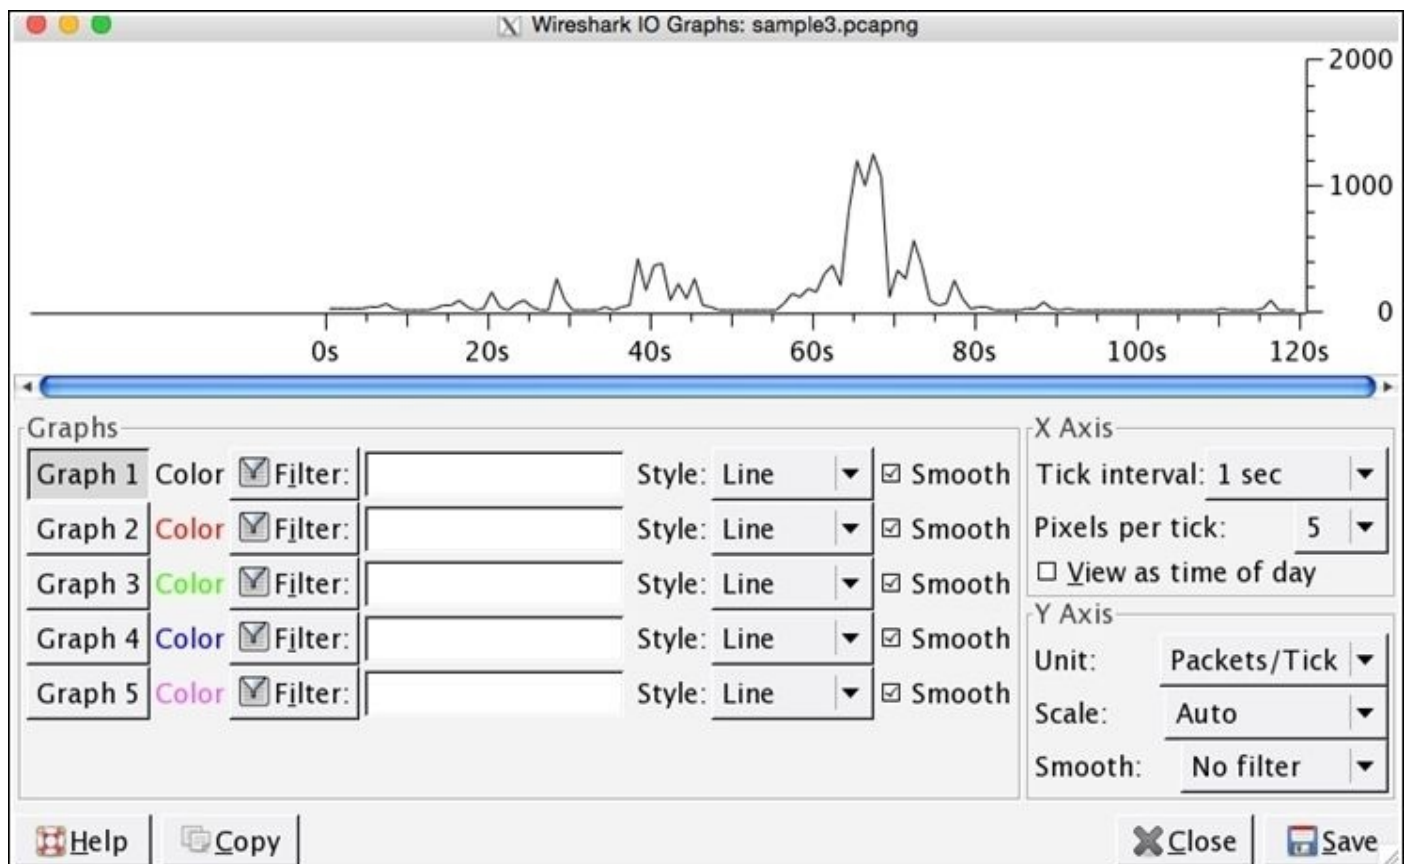 Wireshark IO Graphs: sample3.pcapng
2000
1000
0
0s 20s 40s 60s 80s 100s 120s
Graphs
Graph 1 Color Filter: Style: Line Smooth
Graph 2 Color Filter: Style: Line Smooth
Graph 3 Color Filter: Style: Line Smooth
Graph 4 Color Filter: Style: Line Smooth
Graph 5 Color Filter: Style: Line Smooth
X Axis
Tick interval: 1 sec
Pixels per tick: 5
View as time of day
Y Axis
Unit: Packets/Tick
Scale: Auto
Smooth: No filter
Help Copy Close Save